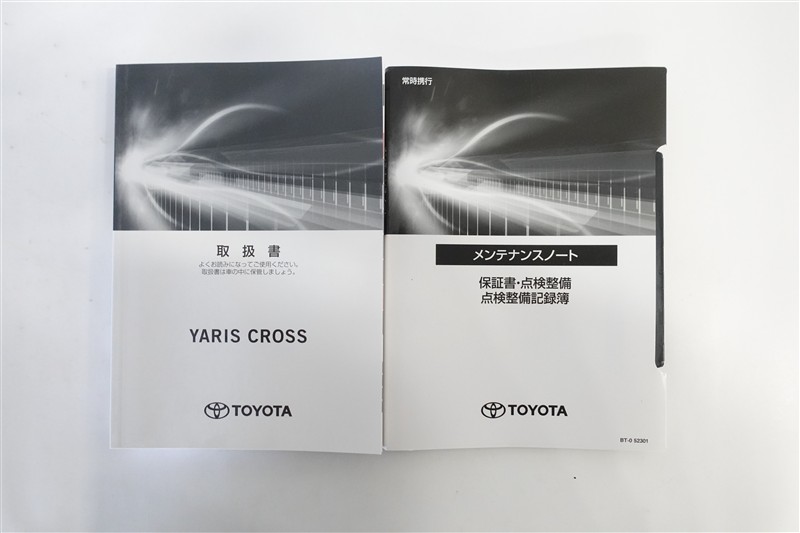 取扱書
よくお読みになってご使用ください。
取扱書は車の中に保管しましょう。
YARIS CROSS
TOYOTA
常時携行
メンテナンスノート
保証書・点検整備
点検整備記録簿
TOYOTA
BT-0 52301